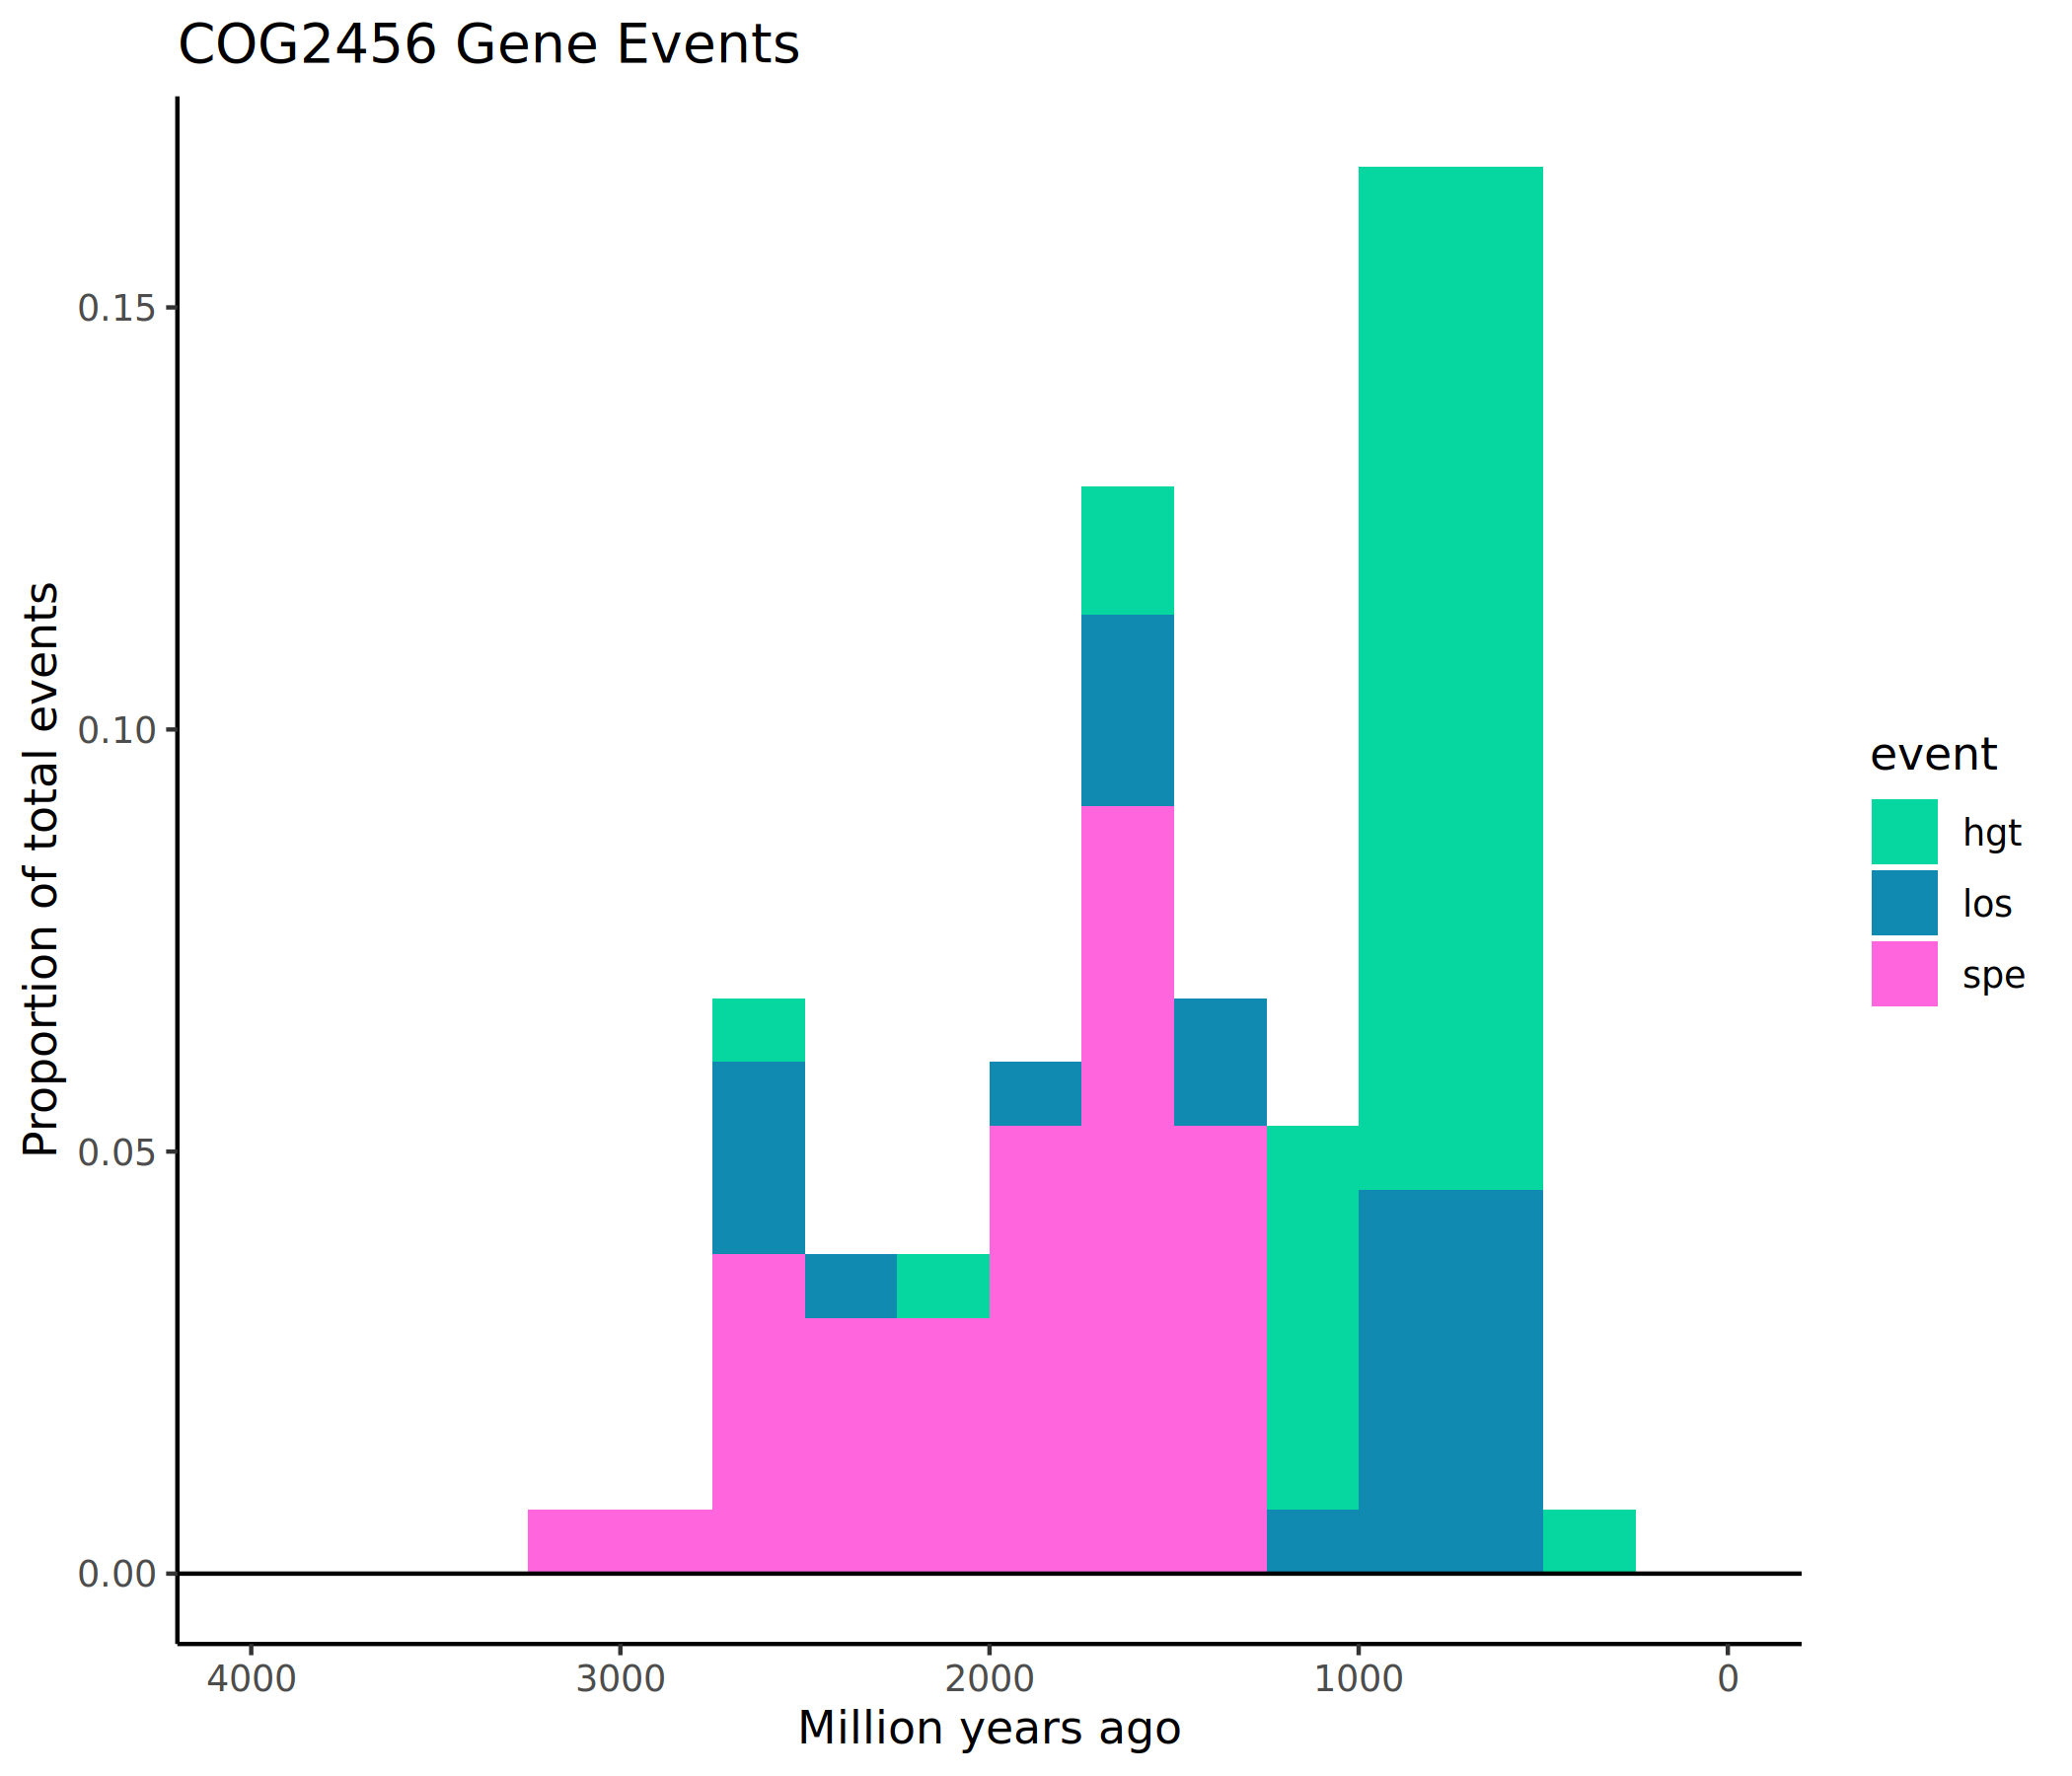 COG2456 Gene Events
Proportion of total events
0.15
0.10
0.05
0.00
4000 3000 2000 1000 0
Million years ago
event
hgt
los
spe